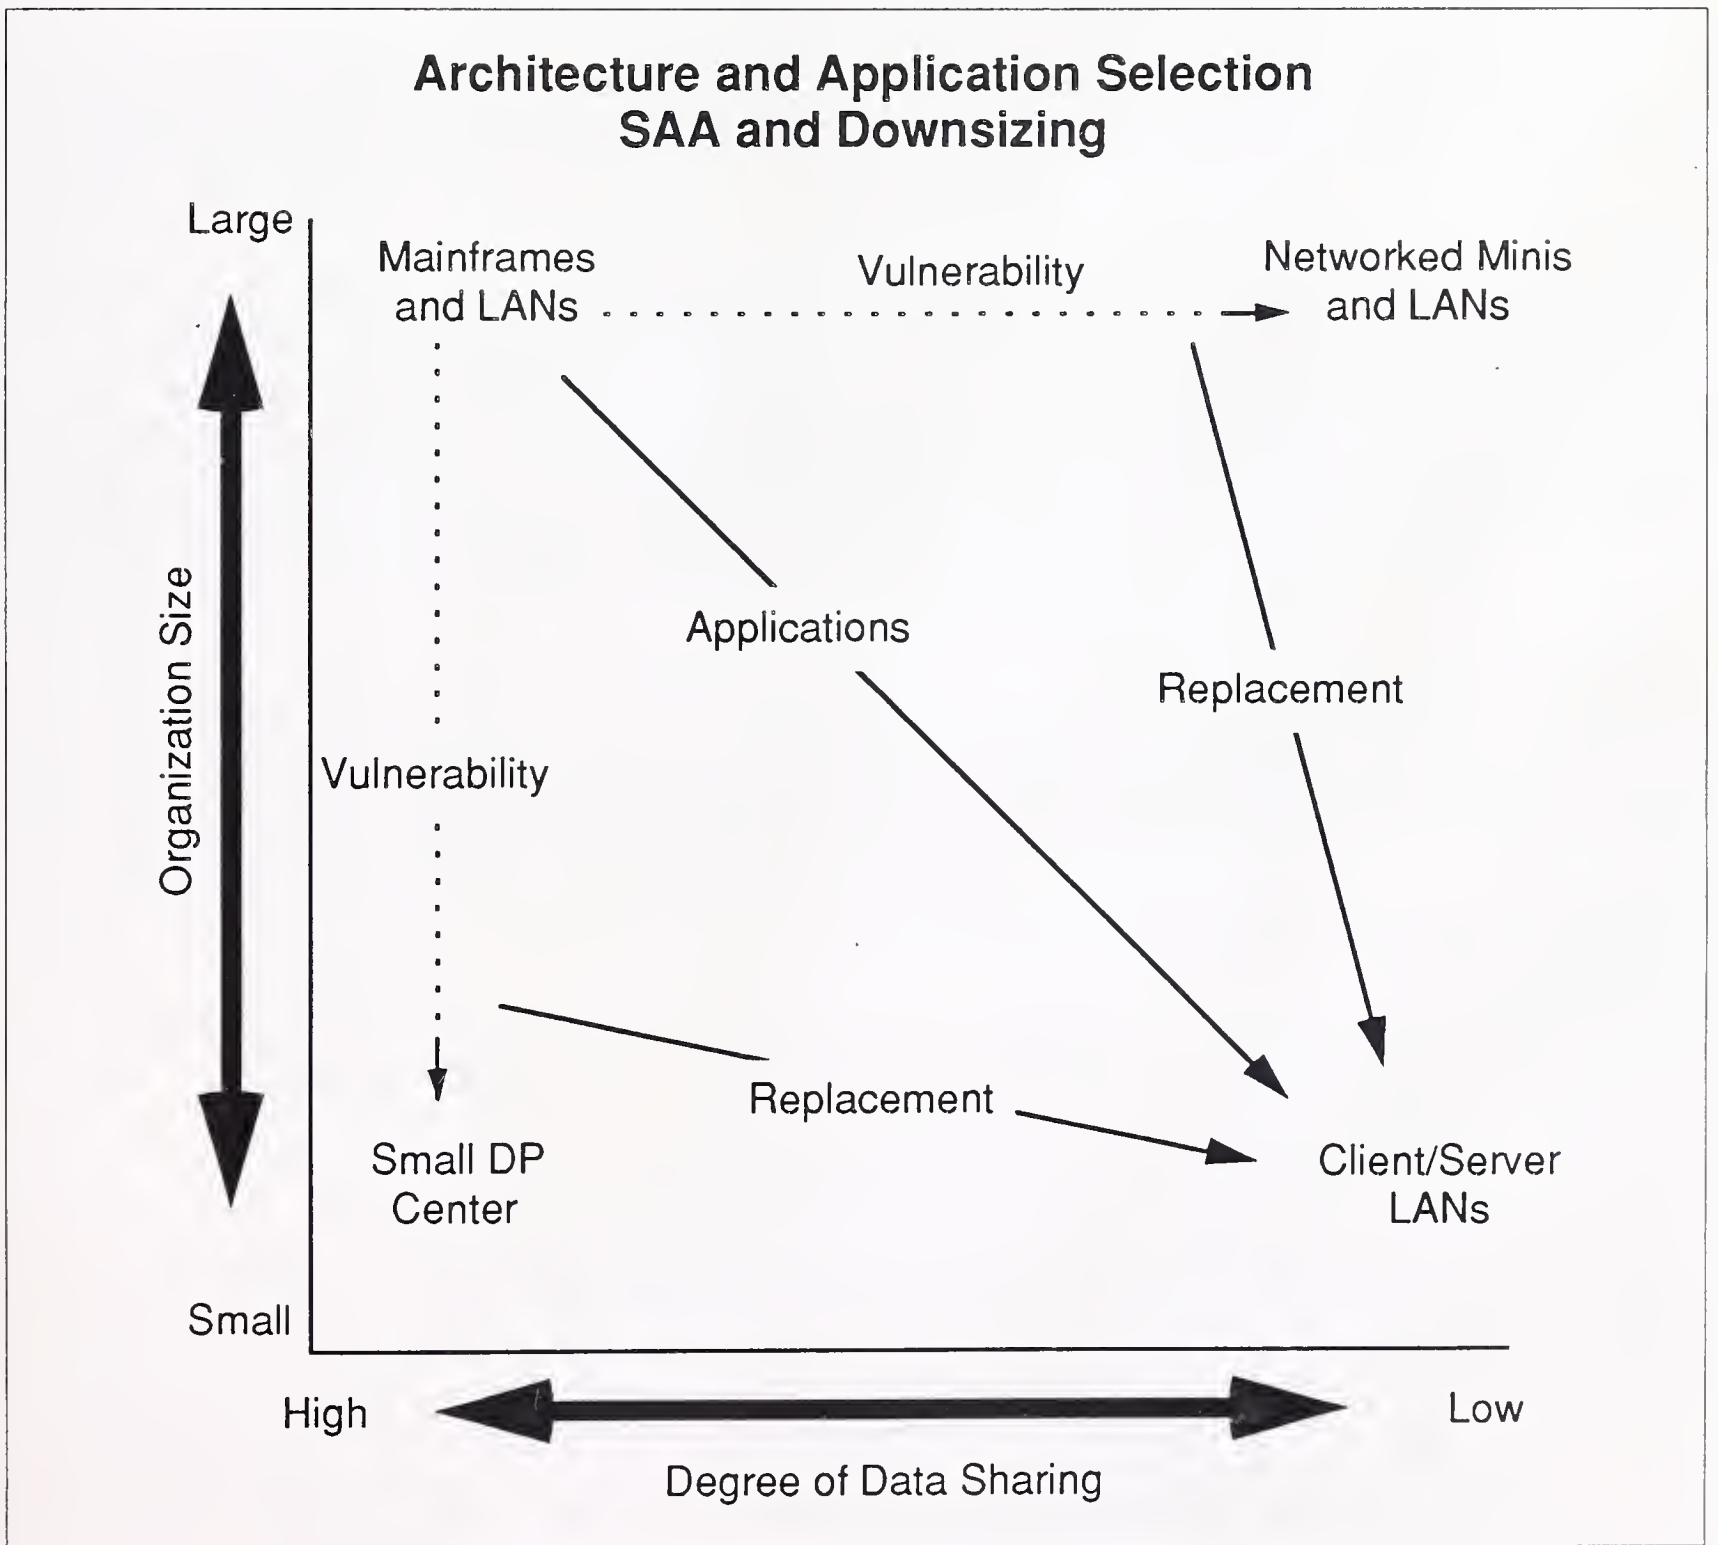 Architecture and Application Selection
SAA and Downsizing
Large
Mainframes
and LANs
Vulnerability
Networked Minis
and LANs
Applications
Replacement
Organization Size
Vulnerability
Replacement
Small DP
Center
Client/Server
LANs
Small
High
Low
Degree of Data Sharing